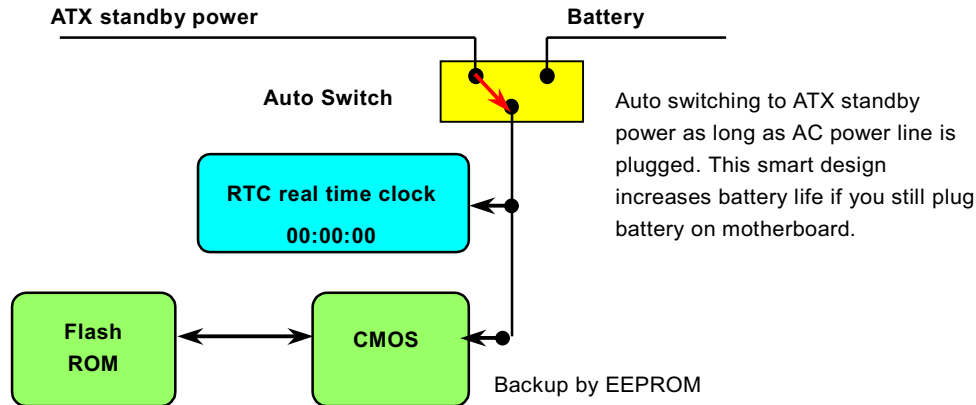 ATX standby power
Battery
Auto Switch
Auto switching to ATX standby
power as long as AC power line is
plugged. This smart design
increases battery life if you still plug
battery on motherboard.
RTC real time clock
00:00:00
Flash
ROM
CMOS
Backup by EEPROM